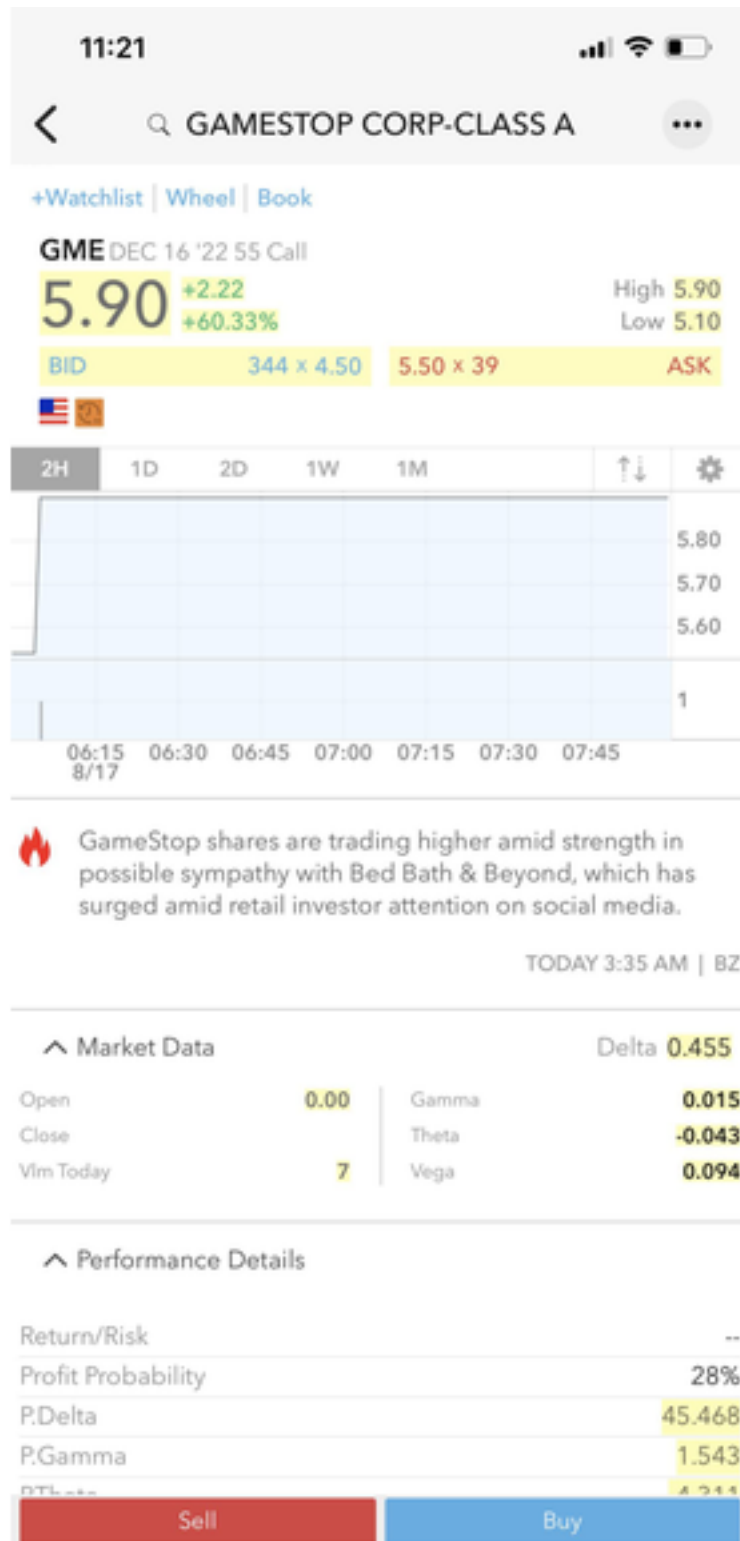 11:21
GAMESTOP CORP-CLASS A
+Watchlist | Wheel | Book
GME DEC 16 '22 55 Call
5.90 +2.22 High 5.90
+60.33% Low 5.10
BID 344 x 4.50 5.50 x 39 ASK
2H 1D 2D 1W 1M
5.80
5.70
5.60
1
06:15 06:30 06:45 07:00 07:15 07:30 07:45
8/17
GameStop shares are trading higher amid strength in
possible sympathy with Bed Bath & Beyond, which has
surged amid retail investor attention on social media.
TODAY 3:35 AM | BZ
Market Data Delta 0.455
Open 0.00 Gamma 0.015
Close Theta -0.043
Vlm Today 7 Vega 0.094
Performance Details
Return/Risk --
Profit Probability 28%
P.Delta 45.468
P.Gamma 1.543
Sell Buy